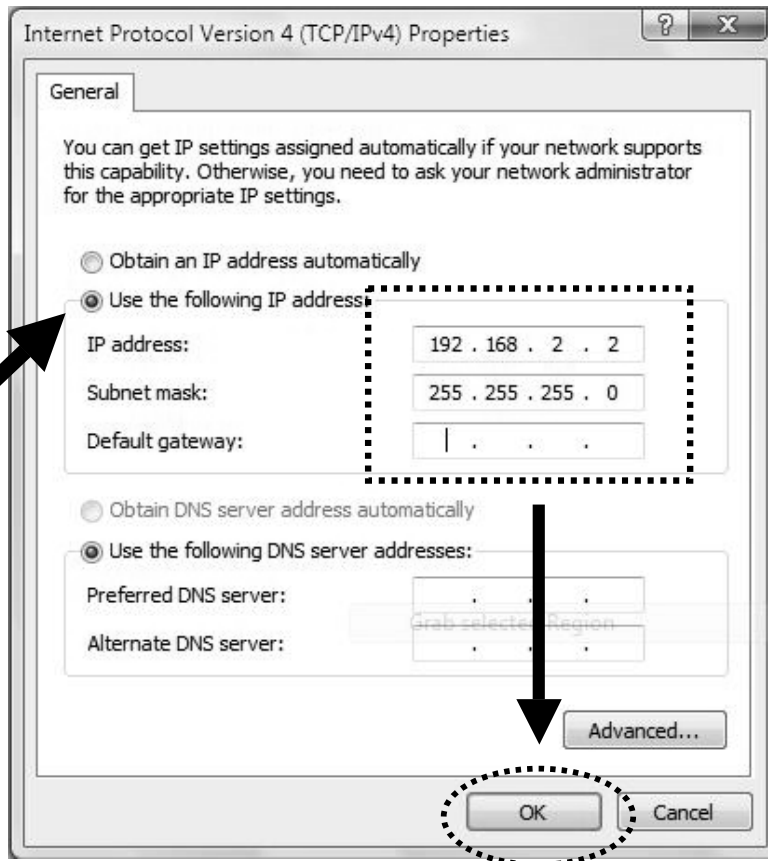 Internet Protocol Version 4 (TCP/IPv4) Properties
?
X
General
You can get IP settings assigned automatically if your network supports
this capability. Otherwise, you need to ask your network administrator
for the appropriate IP settings.
Obtain an IP address automatically
Use the following IP address:
IP address: 192 . 168 . 2 . 2
Subnet mask: 255 . 255 . 255 . 0
Default gateway: . . .
Obtain DNS server address automatically
Use the following DNS server addresses:
Preferred DNS server: . . .
Grab selected Region
Alternate DNS server: . . .
Advanced...
OK
Cancel